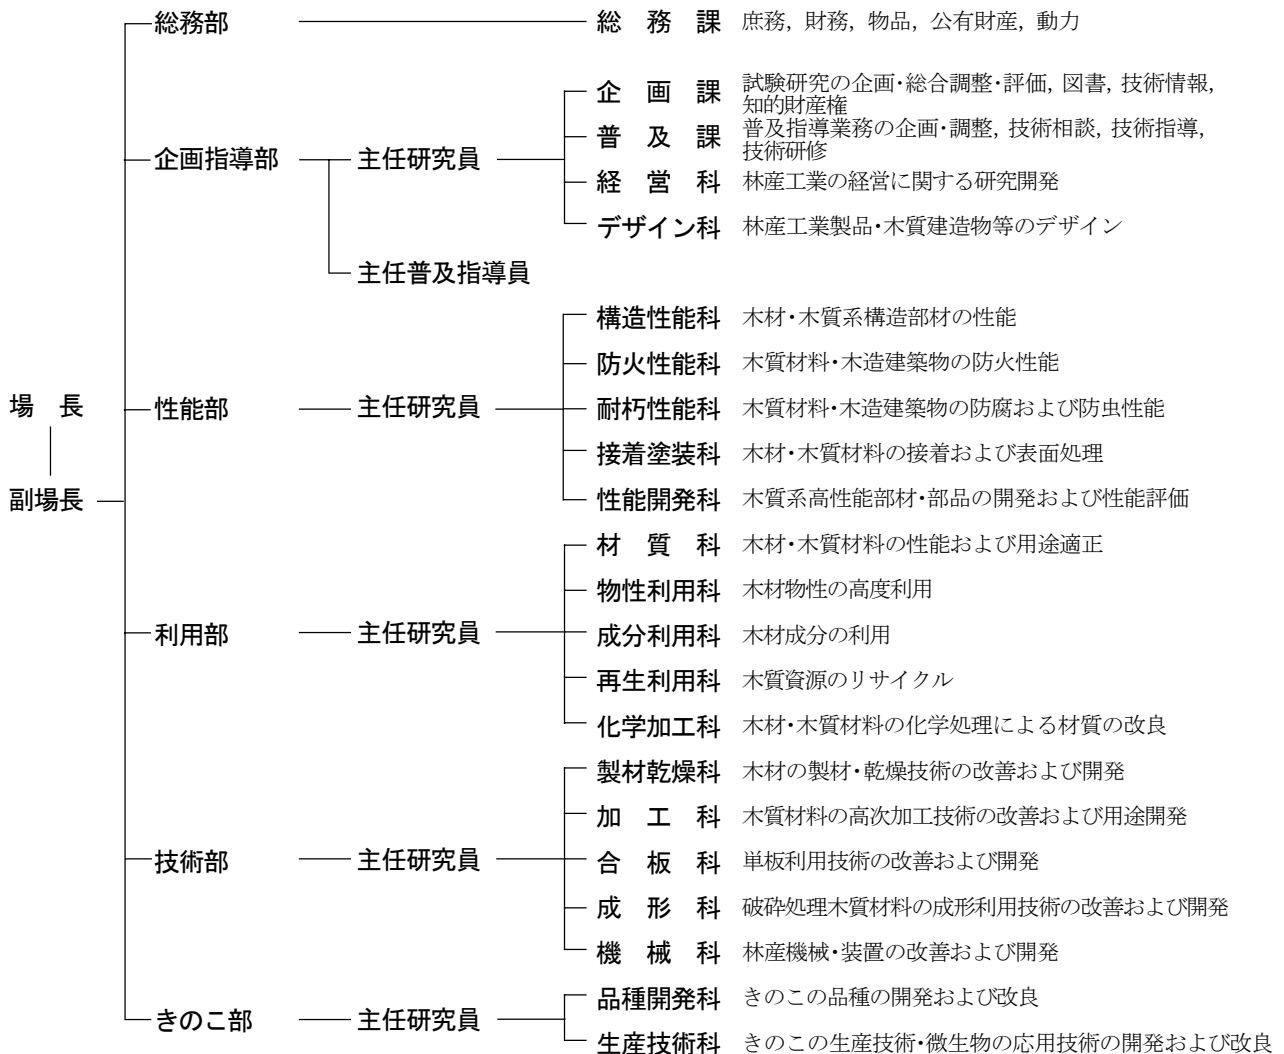 総務部 総務課 庶務, 財務, 物品, 公有財産, 動力
企画課 試験研究の企画・総合調整・評価, 図書, 技術情報,
知的財産権
普及課 普及指導業務の企画・調整, 技術相談, 技術指導,
技術研修
企画指導部 主任研究員
経営科 林産工業の経営に関する研究開発
デザイン科 林産工業製品・木質建造物等のデザイン
主任普及指導員
構造性能科 木材・木質系構造部材の性能
防火性能科 木質材料・木造建築物の防火性能
場長 性能部 主任研究員 耐朽性能科 木質材料・木造建築物の防腐および防虫性能
接着塗装科 木材・木質材料の接着および表面処理
副場長 性能開発科 木質系高性能部材・部品の開発および性能評価
材質科 木材・木質材料の性能および用途適正
物性利用科 木材物性の高度利用
利用部 主任研究員 成分利用科 木材成分の利用
再生利用科 木質資源のリサイクル
化学加工科 木材・木質材料の化学処理による材質の改良
製材乾燥科 木材の製材・乾燥技術の改善および開発
加工科 木質材料の高次加工技術の改善および用途開発
技術部 主任研究員 合板科 単板利用技術の改善および開発
成形科 破砕処理木質材料の成形利用技術の改善および開発
機械科 林産機械・装置の改善および開発
品種開発科 きのこの品種の開発および改良
きのこ部 主任研究員
生産技術科 きのこの生産技術・微生物の応用技術の開発および改良